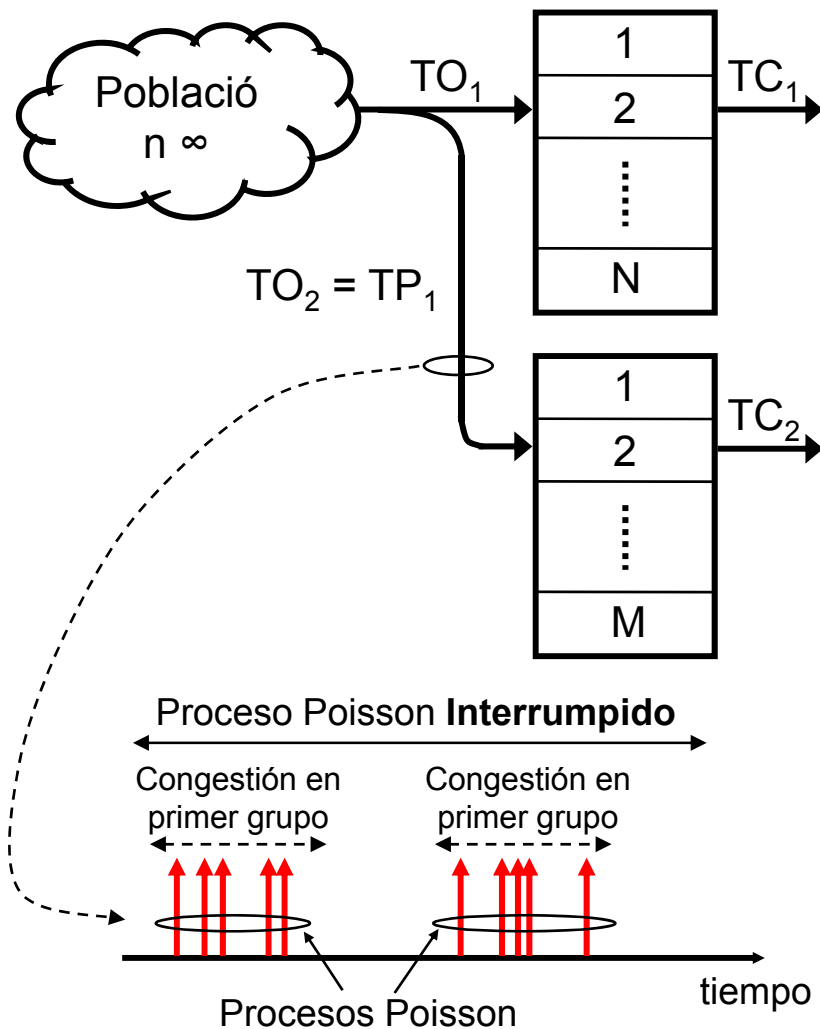 Població
n ∞
TO₁
1
2
N
TC₁
TO₂ = TP₁
1
2
M
TC₂
Proceso Poisson Interrumpido
Congestión en
primer grupo
Congestión en
primer grupo
tiempo
Procesos Poisson